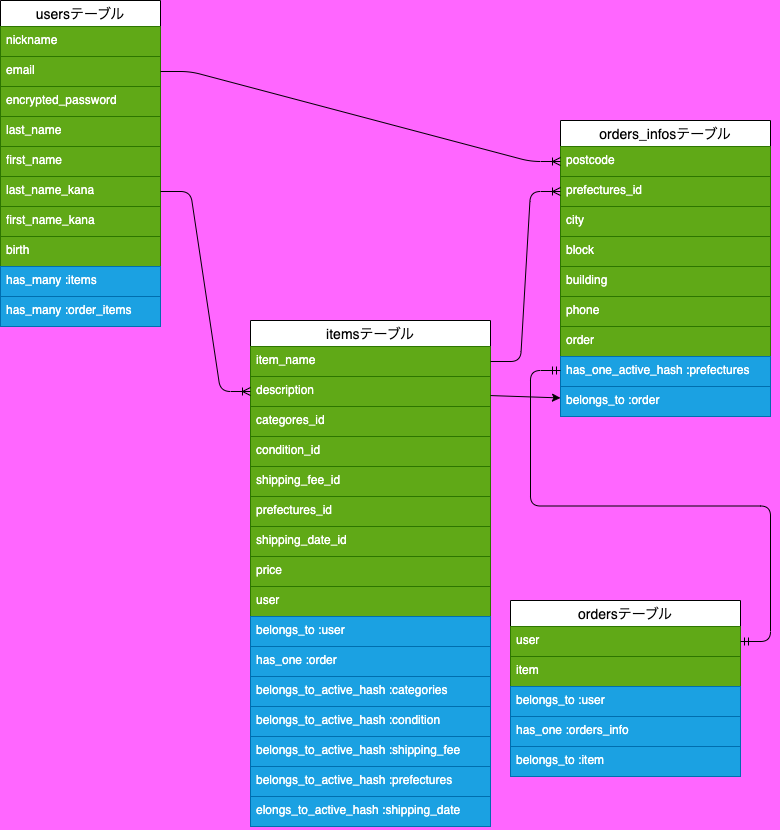 usersテーブル
nickname
email
encrypted_password
last_name
first_name
last_name_kana
first_name_kana
birth
has_many :items
has_many :order_items
orders_infosテーブル
postcode
prefectures_id
city
block
building
phone
order
has_one_active_hash :prefectures
belongs_to :order
itemsテーブル
item_name
description
categores_id
condition_id
shipping_fee_id
prefectures_id
shipping_date_id
price
user
belongs_to :user
has_one :order
belongs_to_active_hash :categories
belongs_to_active_hash :condition
belongs_to_active_hash :shipping_fee
belongs_to_active_hash :prefectures
elongs_to_active_hash :shipping_date
ordersテーブル
user
item
belongs_to :user
has_one :orders_info
belongs_to :item